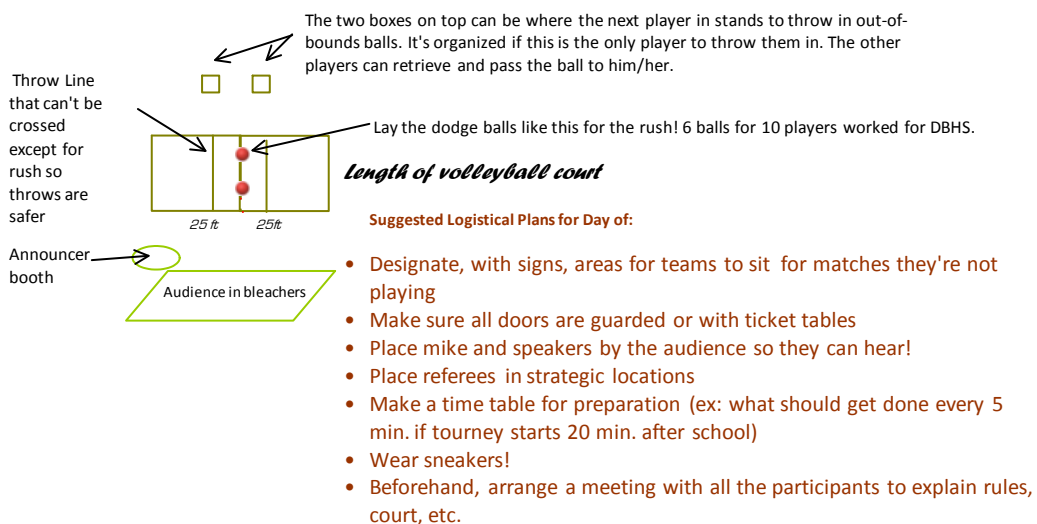 The two boxes on top can be where the next player in stands to throw in out-of-
bounds balls. It's organized if this is the only player to throw them in. The other
players can retrieve and pass the ball to him/her.
Throw Line
that can't be
crossed
except for
rush so
throws are
safer
Lay the dodge balls like this for the rush! 6 balls for 10 players worked for DBHS.
Length of volleyball court
25 ft
25ft
Suggested Logistical Plans for Day of:
Announcer
booth
Audience in bleachers
• Designate, with signs, areas for teams to sit for matches they're not
playing
• Make sure all doors are guarded or with ticket tables
• Place mike and speakers by the audience so they can hear!
• Place referees in strategic locations
• Make a time table for preparation (ex: what should get done every 5
min. if tourney starts 20 min. after school)
• Wear sneakers!
• Beforehand, arrange a meeting with all the participants to explain rules,
court, etc.